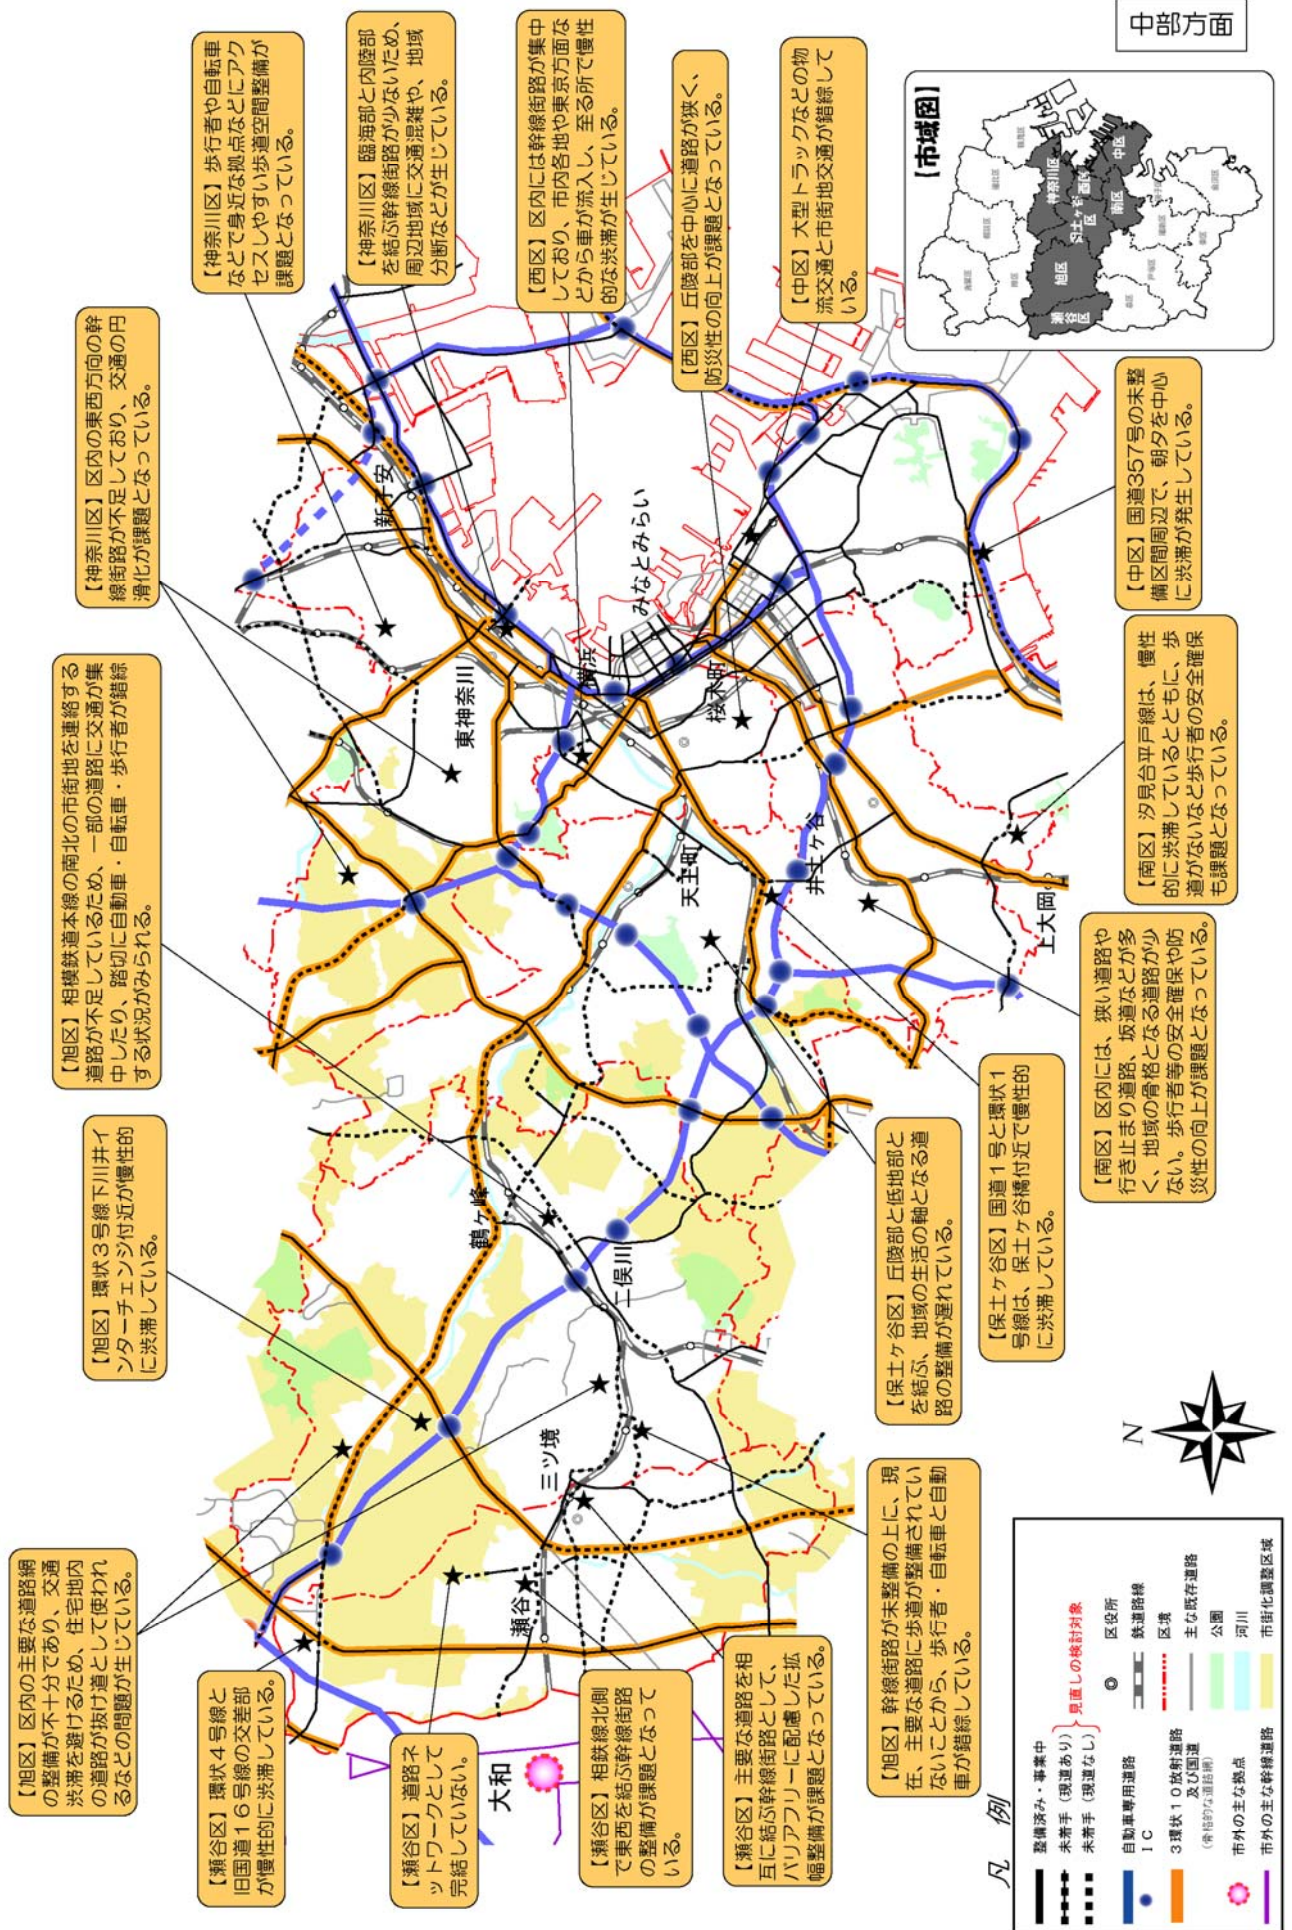 中部方面
【神奈川区】歩行者や自転車
などで身近な拠点などにアク
セスしやすい歩道空間整備が
課題となっている。
【神奈川区】臨海部と内陸部
を結ぶ幹線街路が少ないため、
周辺地域に交通混雑や、地域
分断などが生じている。
【西区】区内には幹線街路が集中
しており、市内各地や東京方面な
どから車が流入し、至る所で慢性
的な渋滞が生じている。
【西区】丘陵部を中心に道路が狭く、
防災性の向上が課題となっている。
【中区】大型トラックなどの物
流交通と市街地交通が錯綜して
いる。
【市域図】
神奈川区
西区
中区
南区
保土ヶ谷
区
旭区
瀬谷区
【神奈川区】区内の東西方向の幹
線街路が不足しており、交通の円
滑化が課題となっている。
【中区】国道357号の未整
備区間周辺で、朝夕を中心
に渋滞が発生している。
【旭区】相模鉄道本線の南北の市街地を連絡する
道路が不足しているため、一部の道路に交通が集
中したり、踏切に自動車・自転車・歩行者が錯綜
する状況がみられる。
【南区】汐見台平戸線は、慢性
的に渋滞しているとともに、歩
道がないなど歩行者の安全確保
も課題となっている。
【南区】区内には、狭い道路や
行き止まり道路、坂道などが多
く、地域の骨格となる道路が少
ない。歩行者等の安全確保や防
災性の向上が課題となっている。
【旭区】環状3号線下川井イ
ンターチェンジ付近が慢性的
に渋滞している。
【保土ヶ谷区】国道1号と環状1
号線は、保土ヶ谷橋付近で慢性的
に渋滞している。
【保土ヶ谷区】丘陵部と低地部と
を結ぶ、地域の生活の軸となる道
路の整備が遅れている。
【旭区】区内の主要な道路網
の整備が不十分であり、交通
渋滞を避けるため、住宅地内
の道路が抜け道として使われ
るなどの問題が生じている。
【旭区】幹線街路が未整備の上に、現
在、主要な道路に歩道が整備されてい
ないことから、歩行者・自転車と自動
車が錯綜している。
【瀬谷区】環状4号線と
旧国道16号線の交差部
が慢性的に渋滞している。
【瀬谷区】道路ネ
ットワークとして
完結していない。
【瀬谷区】相鉄線北側
で東西を結ぶ幹線街路
の整備が課題となって
いる。
【瀬谷区】主要な道路を相
互に結ぶ幹線街路として、
バリアフリーに配慮した拡
幅整備が課題となっている。
新子安
東神奈川
横浜
みなとみらい
桜木町
天王町
井土ヶ谷
上大岡
鶴ヶ峰
二俣川
三ツ境
瀬谷
大和
N
凡 例
整備済み・事業中
未着手（現道あり）
未着手（現道なし）
見直しの検討対象
自動車専用道路
IC
3環状10放射道路
及び国道
（骨格的な道路網）
市外の主な拠点
市外の主な幹線道路
区役所
鉄道路線
区境
主な既存道路
公園
河川
市街化調整区域